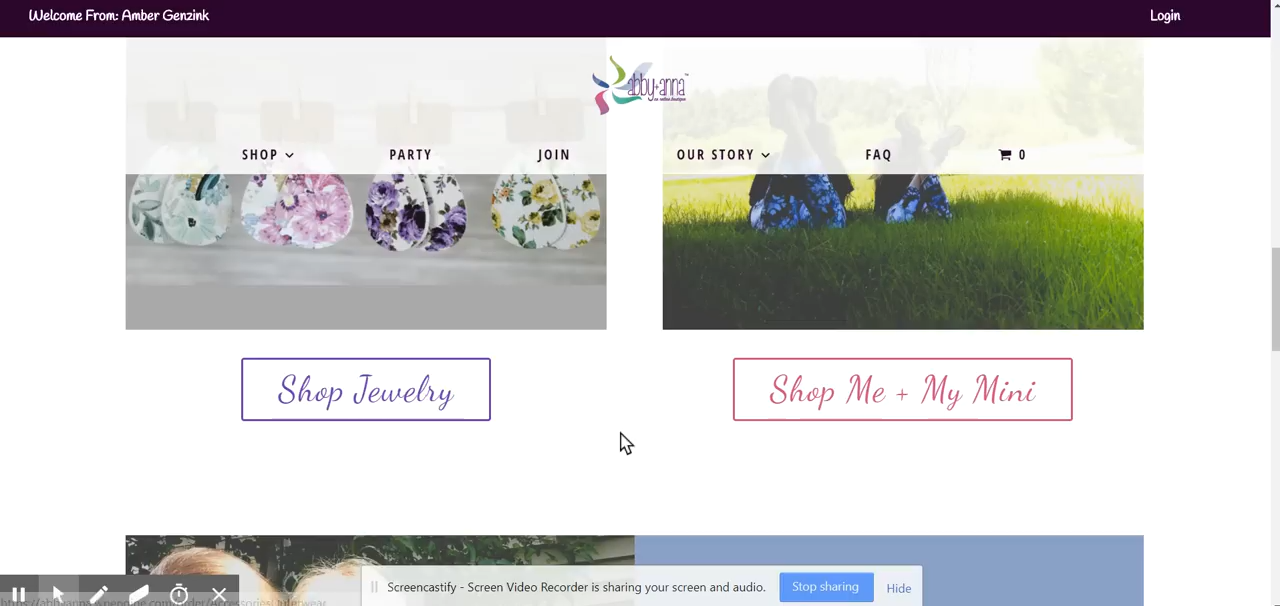 Welcome From: Amber Genzink
Login
abby+anna
SHOP
PARTY
JOIN
OUR STORY
FAQ
0
Shop Jewelry
Shop Me + My Mini
Screencastify - Screen Video Recorder is sharing your screen and audio.
Stop sharing
Hide